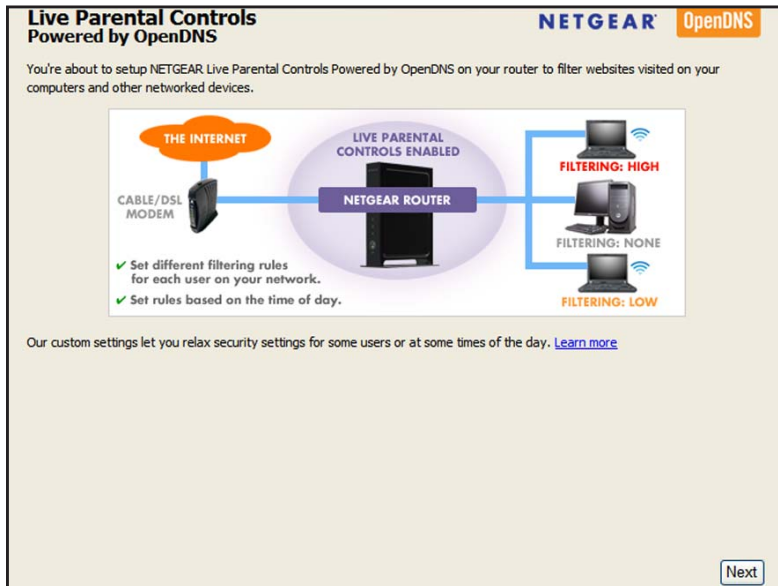 Live Parental Controls
Powered by OpenDNS
NETGEAR
OpenDNS
You're about to setup NETGEAR Live Parental Controls Powered by OpenDNS on your router to filter websites visited on your
computers and other networked devices.
THE INTERNET
CABLE/DSL
MODEM
LIVE PARENTAL
CONTROLS ENABLED
NETGEAR ROUTER
FILTERING: HIGH
FILTERING: NONE
FILTERING: LOW
✔ Set different filtering rules
for each user on your network.
✔ Set rules based on the time of day.
Our custom settings let you relax security settings for some users or at some times of the day. Learn more
Next